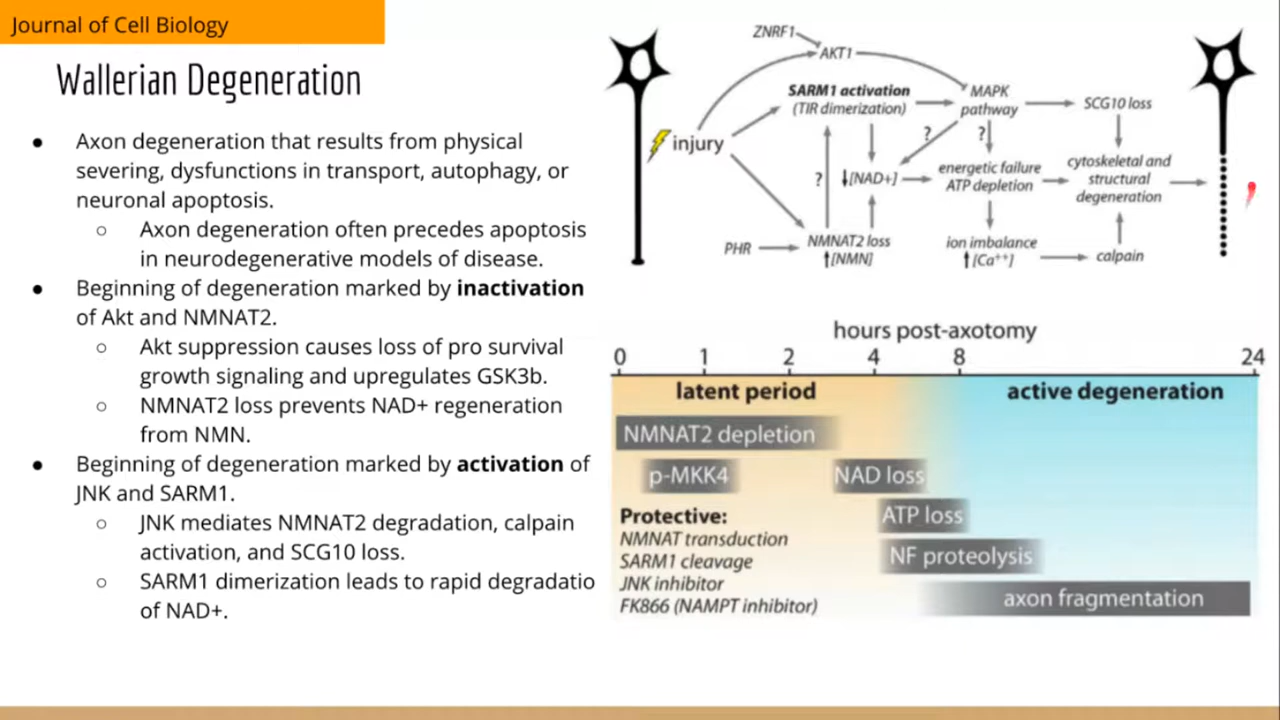 Journal of Cell Biology
Wallerian Degeneration
● Axon degeneration that results from physical
severing, dysfunctions in transport, autophagy, or
neuronal apoptosis.
○ Axon degeneration often precedes apoptosis
in neurodegenerative models of disease.
● Beginning of degeneration marked by inactivation
of Akt and NMNAT2.
○ Akt suppression causes loss of pro survival
growth signaling and upregulates GSK3b.
○ NMNAT2 loss prevents NAD+ regeneration
from NMN.
● Beginning of degeneration marked by activation of
JNK and SARM1.
○ JNK mediates NMNAT2 degradation, calpain
activation, and SCG10 loss.
○ SARM1 dimerization leads to rapid degradatio
of NAD+.
ZNRF1
AKT1
SARM1 activation
(TIR dimerization)
MAPK
pathway
SCG10 loss
injury
?
?
?
↓[NAD+]
energetic failure
ATP depletion
cytoskeletal and
structural
degeneration
PHR
NMNAT2 loss
↑[NMN]
ion imbalance
↑[Ca++]
calpain
hours post-axotomy
0 1 2 4 8 24
latent period active degeneration
NMNAT2 depletion
p-MKK4 NAD loss
ATP loss
Protective:
NMNAT transduction
SARM1 cleavage
JNK inhibitor
FK866 (NAMPT inhibitor)
NF proteolysis
axon fragmentation